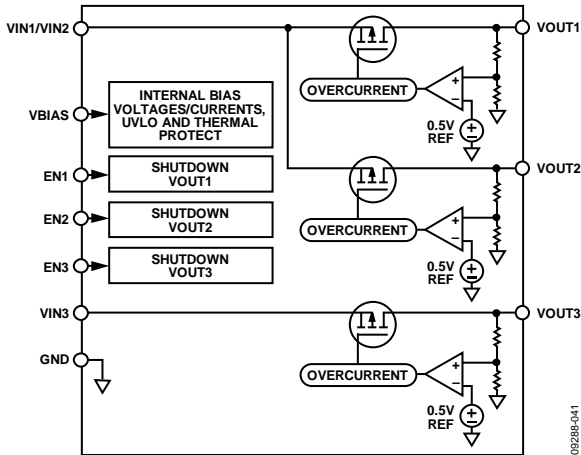 VIN1/VIN2
VOUT1
OVERCURRENT
+
−
0.5V
REF
INTERNAL BIAS
VOLTAGES/CURRENTS,
UVLO AND THERMAL
PROTECT
VBIAS
EN1
SHUTDOWN
VOUT1
EN2
SHUTDOWN
VOUT2
EN3
SHUTDOWN
VOUT3
VOUT2
OVERCURRENT
+
−
0.5V
REF
VIN3
VOUT3
GND
OVERCURRENT
+
−
0.5V
REF
09288-041